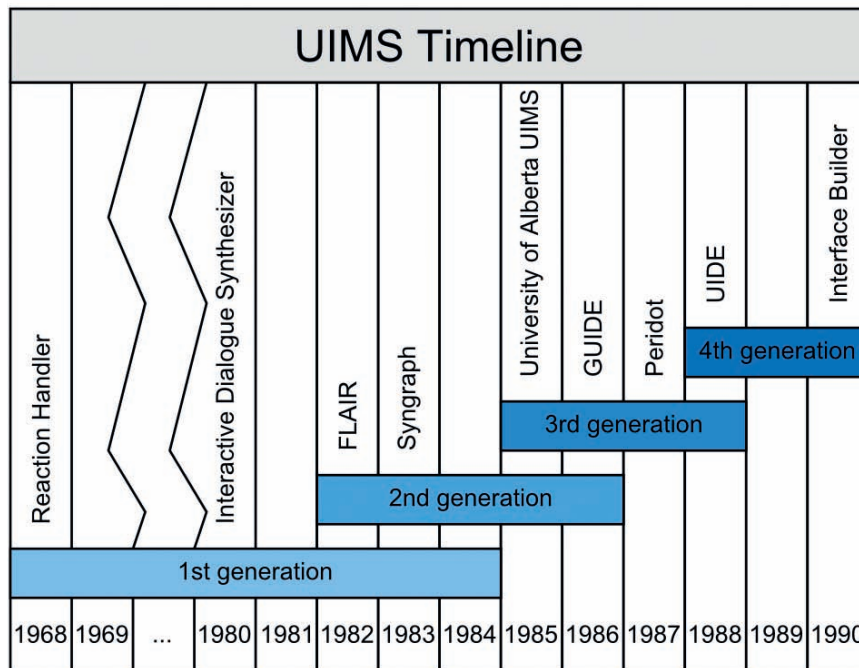 UIMS Timeline
Reaction Handler
Interactive Dialogue Synthesizer
FLAIR
Syngraph
University of Alberta UIMS
GUIDE
Peridot
UIDE
Interface Builder
4th generation
3rd generation
2nd generation
1st generation
1968 1969 ... 1980 1981 1982 1983 1984 1985 1986 1987 1988 1989 1990